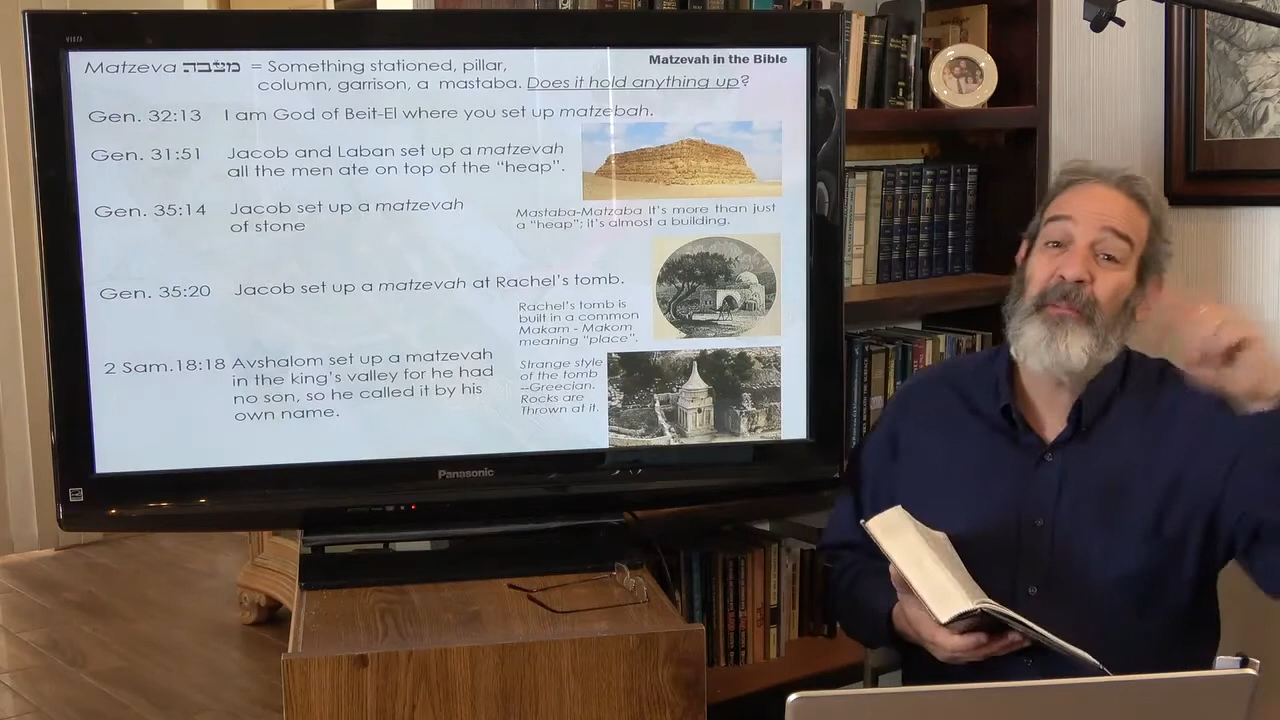 VIERA
Matzeva מצבה = Something stationed, pillar,
column, garrison, a mastaba. Does it hold anything up?
Matzevah in the Bible
Gen. 32:13 I am God of Beit-El where you set up matzebah.
Gen. 31:51 Jacob and Laban set up a matzevah
all the men ate on top of the “heap”.
Mastaba-Matzaba It’s more than just
a “heap”; it’s almost a building.
Gen. 35:14 Jacob set up a matzevah
of stone
Gen. 35:20 Jacob set up a matzevah at Rachel’s tomb.
Rachel’s tomb is
built in a common
Makam - Makom
meaning “place”.
2 Sam.18:18 Avshalom set up a matzevah
in the king’s valley for he had
no son, so he called it by his
own name.
Strange style
of the tomb
--Greecian.
Rocks are
Thrown at it.
Panasonic